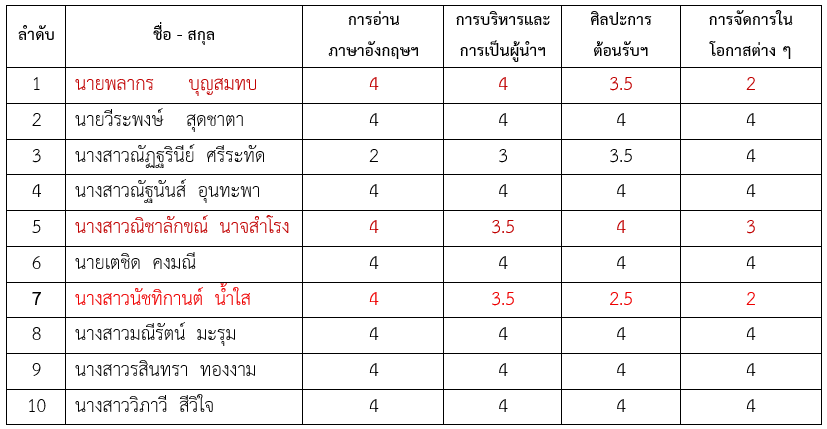 ลำดับ ชื่อ - สกุล การอ่านภาษาอังกฤษฯ การบริหารและการเป็นผู้นำฯ ศิลปะการต้อนรับฯ การจัดการในโอกาสต่าง ๆ
1 นายพลากร บุญสมทบ 4 4 3.5 2
2 นายวีระพงษ์ สุดชาตา 4 4 4 4
3 นางสาวณัฏฐรินีย์ ศรีระทัด 2 3 3.5 4
4 นางสาวณัฐนันส์ อุนทะพา 4 4 4 4
5 นางสาวณิชาลักขณ์ นาจสำโรง 4 3.5 4 3
6 นายเตชิด คงมณี 4 4 4 4
7 นางสาวนัชทิกานต์ น้ำใส 4 3.5 2.5 2
8 นางสาวมณีรัตน์ มะรุม 4 4 4 4
9 นางสาวรสินทรา ทองงาม 4 4 4 4
10 นางสาววิภาวี สีวิใจ 4 4 4 4